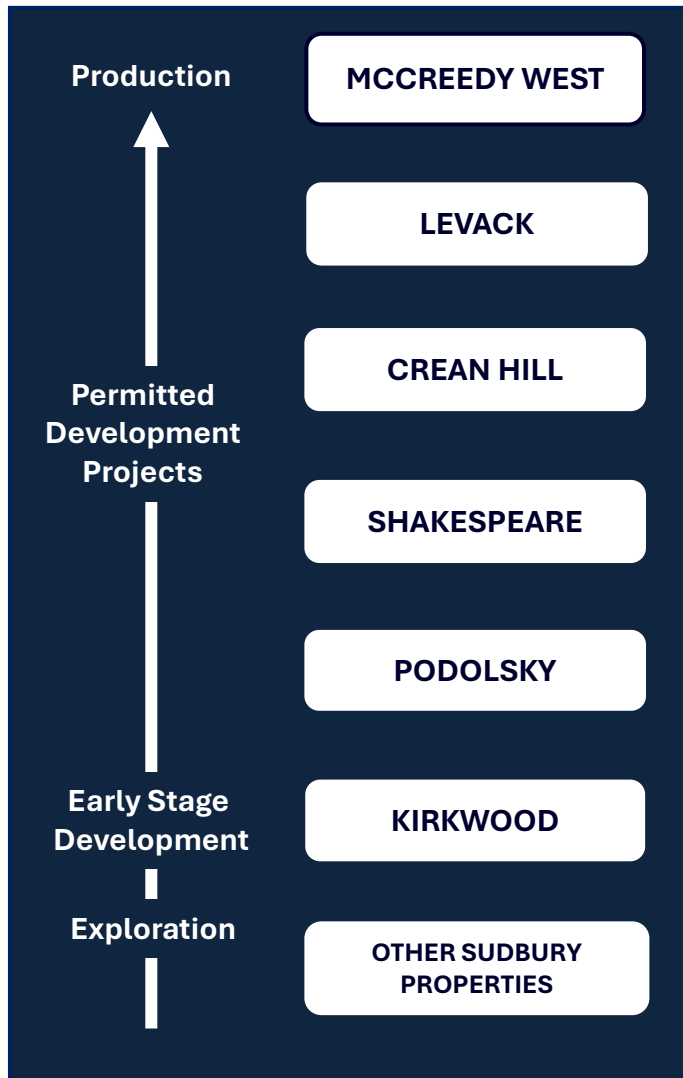 Production
MCCREEDY WEST
LEVACK
CREAN HILL
Permitted
Development
Projects
SHAKESPEARE
PODOLSKY
Early Stage
Development
KIRKWOOD
Exploration
OTHER SUDBURY
PROPERTIES